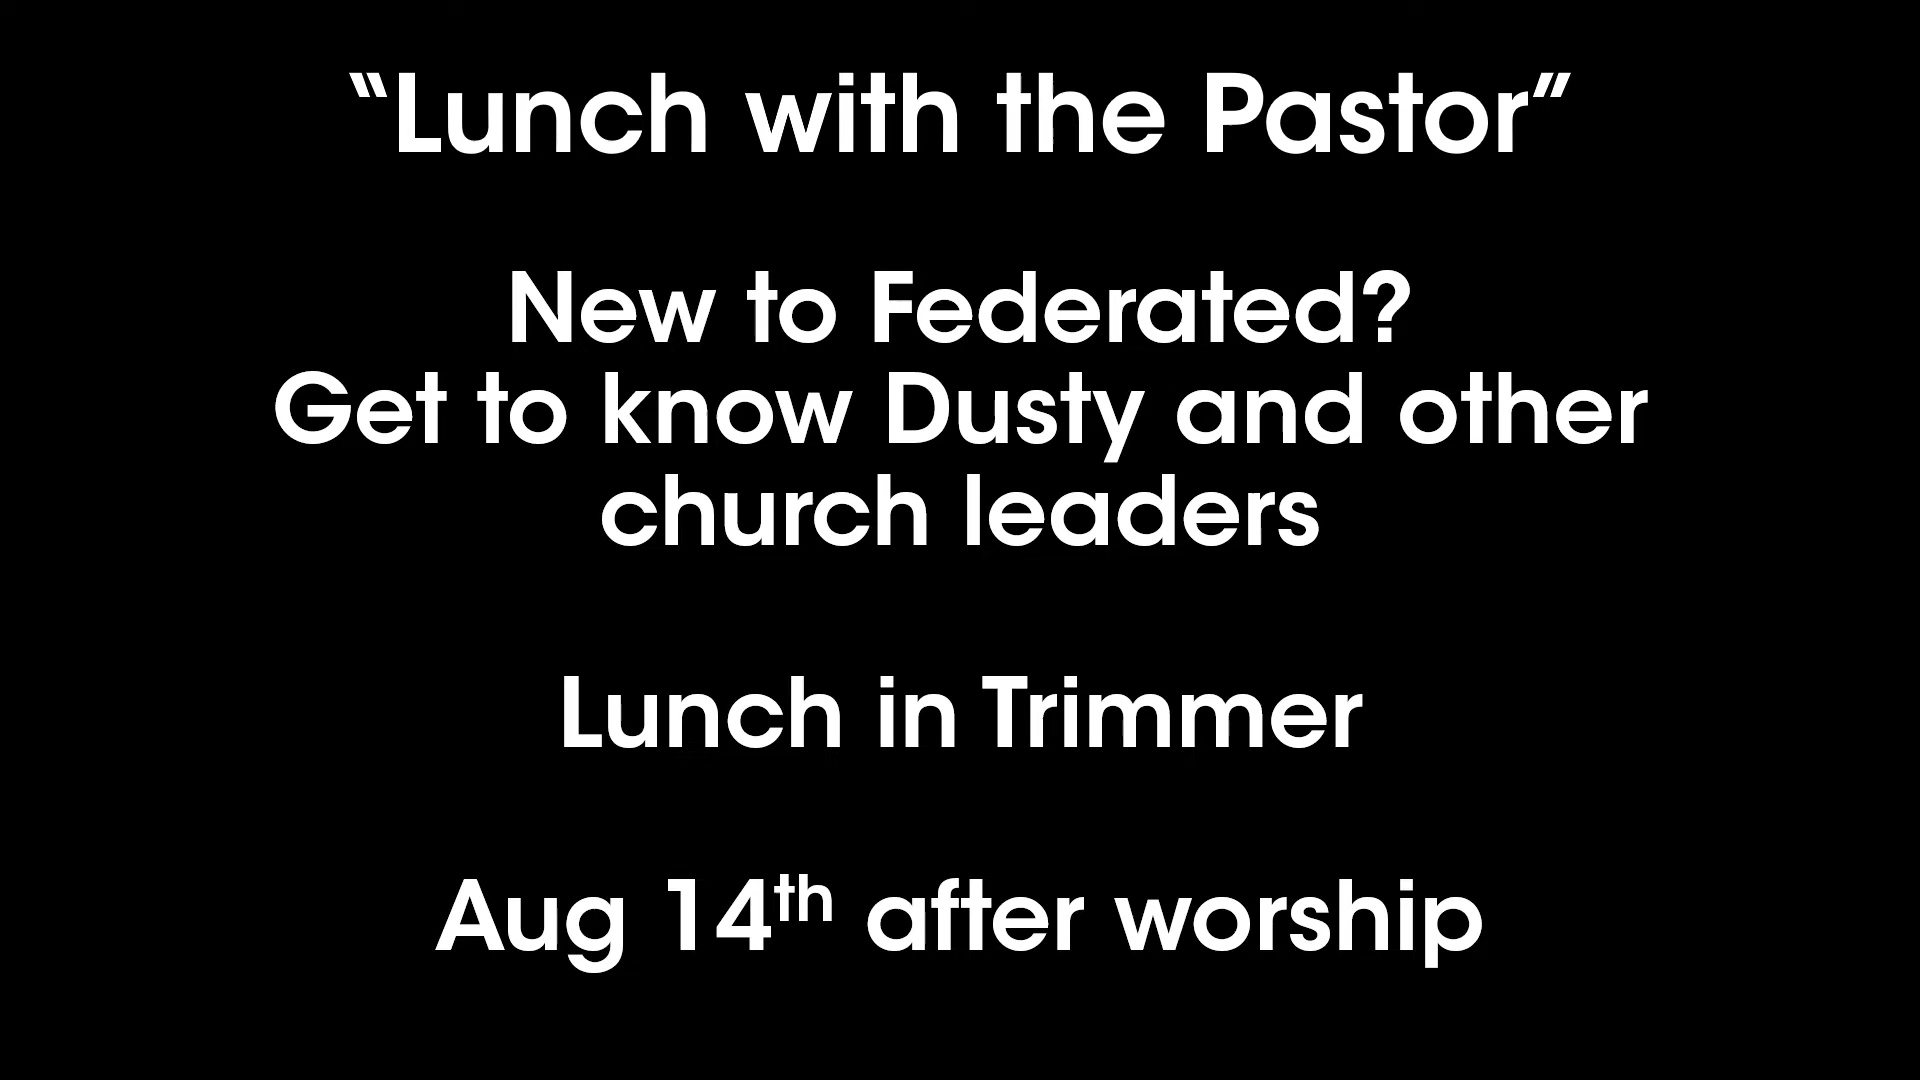 “Lunch with the Pastor”
New to Federated?
Get to know Dusty and other
church leaders
Lunch in Trimmer
Aug 14th after worship